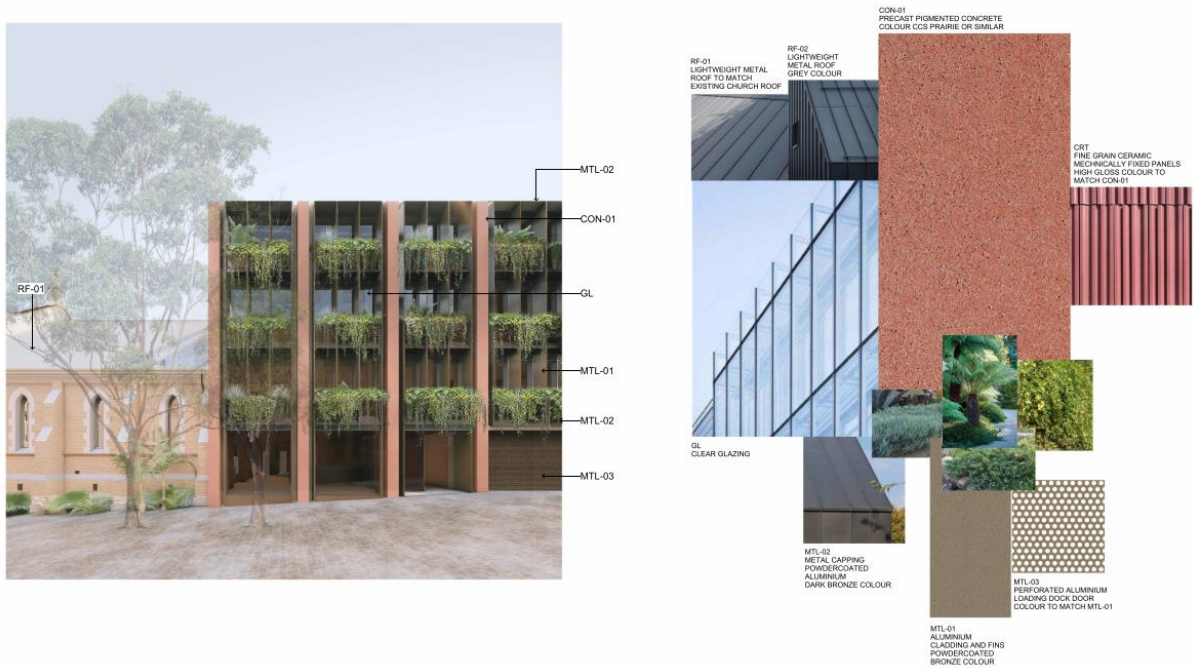 MTL-02
CON-01
GL
RF-01
MTL-01
MTL-02
MTL-03
CON-01
PRECAST PIGMENTED CONCRETE
COLOUR CCS PRAIRIE OR SIMILAR
RF-02
LIGHTWEIGHT
METAL ROOF
GREY COLOUR
RF-01
LIGHTWEIGHT METAL
ROOF TO MATCH
EXISTING CHURCH ROOF
CRT
FINE GRAIN CERAMIC
MECHNICALLY FIXED PANELS
HIGH GLOSS COLOUR TO
MATCH CON-01
GL
CLEAR GLAZING
MTL-02
METAL CAPPING
POWDERCOATED
ALUMINIUM
DARK BRONZE COLOUR
MTL-03
PERFORATED ALUMINIUM
LOADING DOCK DOOR
COLOUR TO MATCH MTL-01
MTL-01
ALUMINIUM
CLADDING AND FINS
POWDERCOATED
BRONZE COLOUR